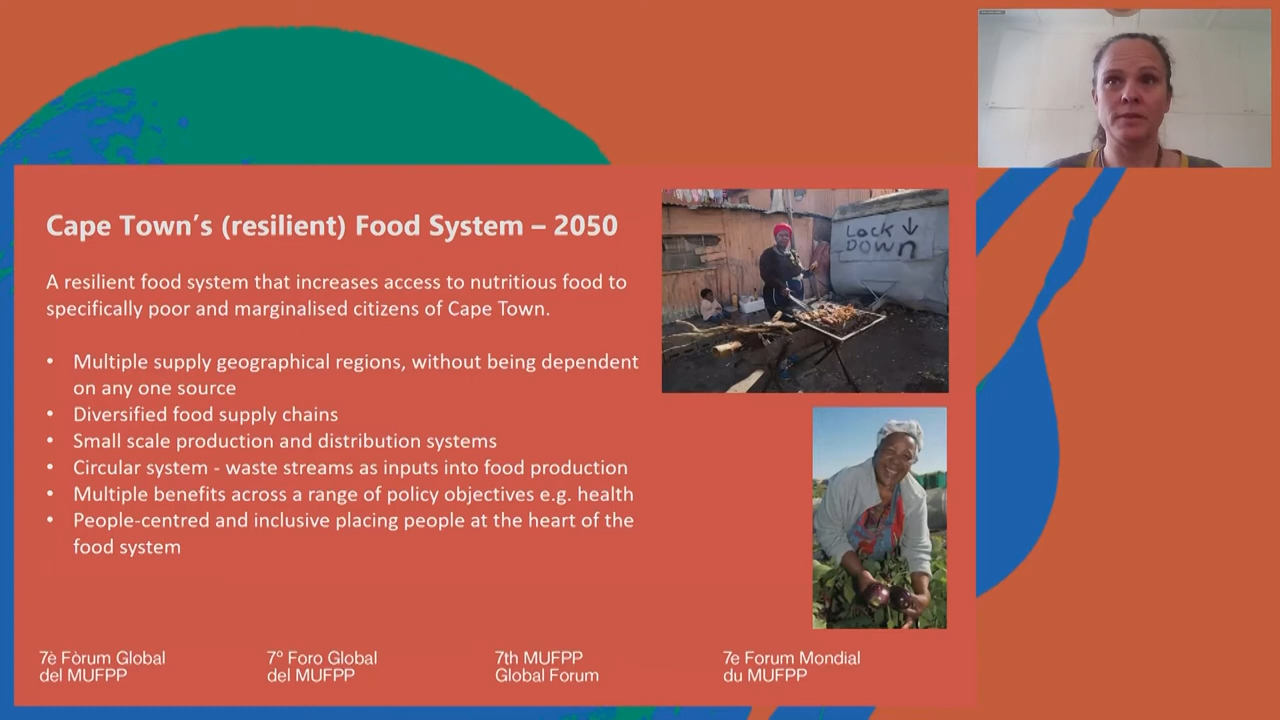 Cape Town's (resilient) Food System – 2050
A resilient food system that increases access to nutritious food to
specifically poor and marginalised citizens of Cape Town.
• Multiple supply geographical regions, without being dependent
on any one source
• Diversified food supply chains
• Small scale production and distribution systems
• Circular system - waste streams as inputs into food production
• Multiple benefits across a range of policy objectives e.g. health
• People-centred and inclusive placing people at the heart of the
food system
Lock ↓
DOWN
7è Fòrum Global
del MUFPP
7º Foro Global
del MUFPP
7th MUFPP
Global Forum
7e Forum Mondial
du MUFPP